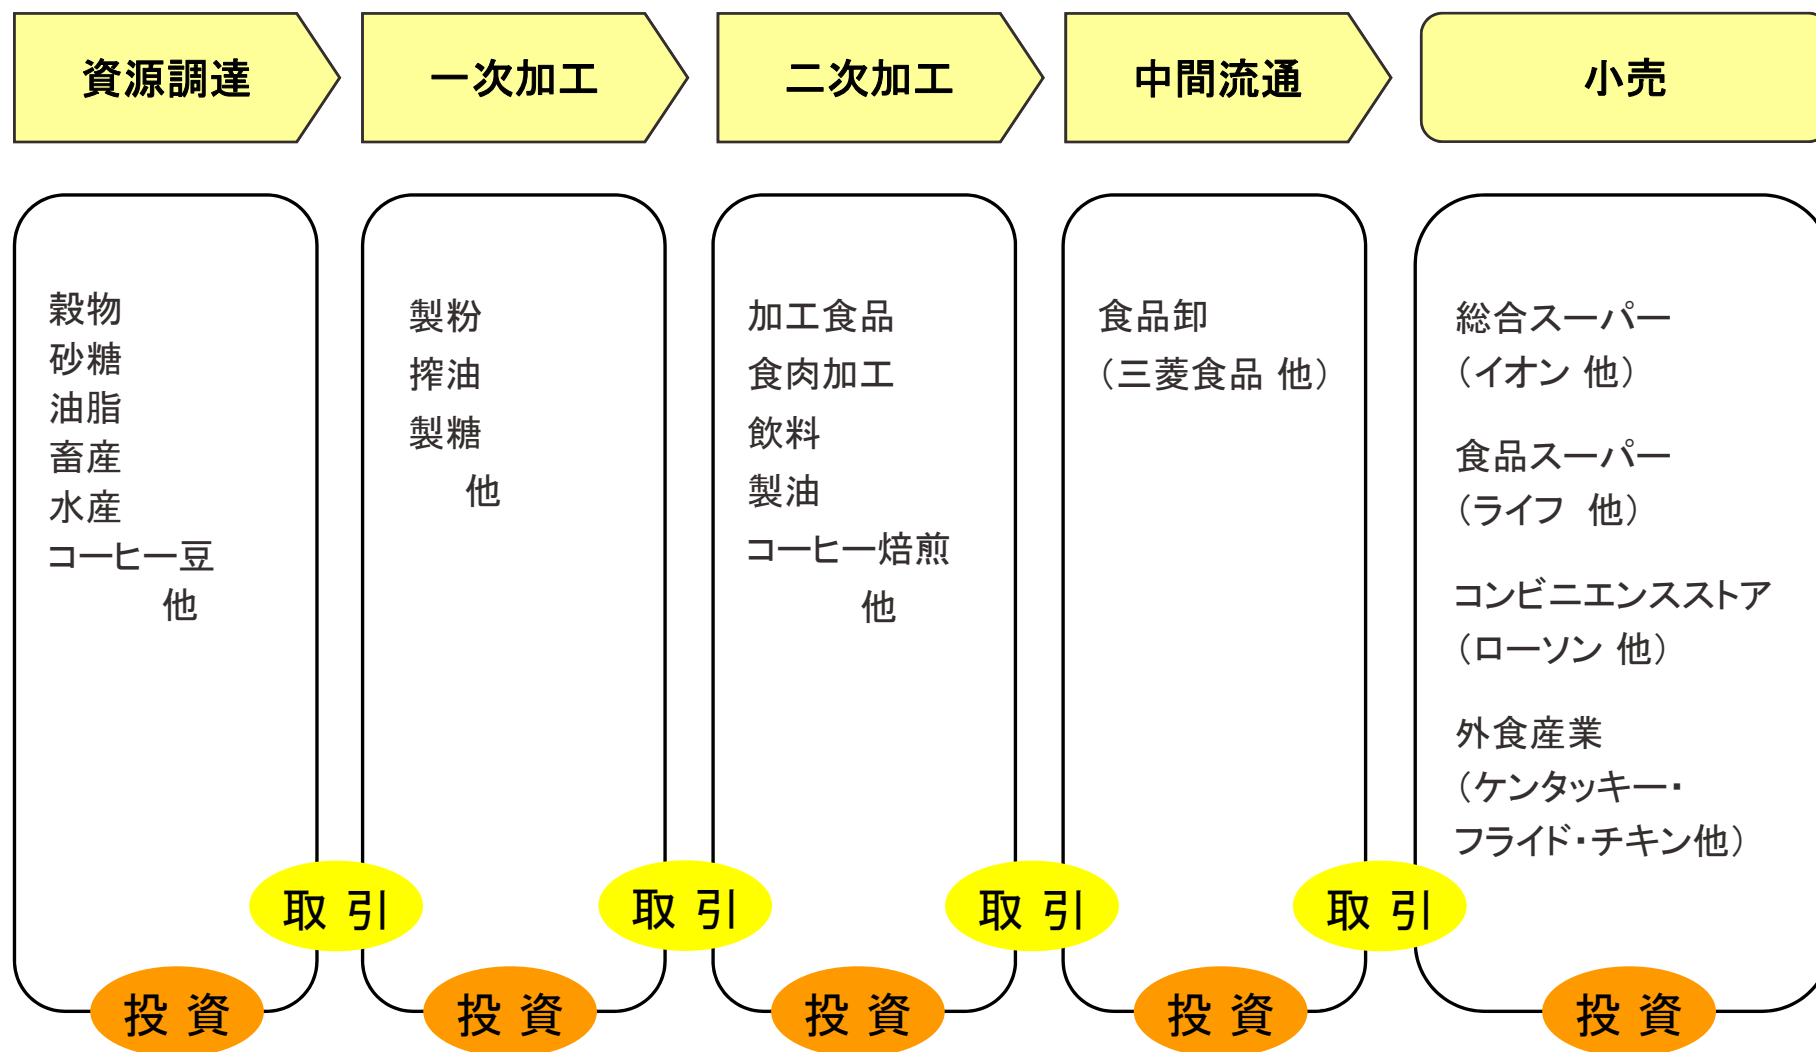 資源調達
一次加工
二次加工
中間流通
小売
穀物
砂糖
油脂
畜産
水産
コーヒー豆
他
製粉
搾油
製糖
他
加工食品
食肉加工
飲料
製油
コーヒー焙煎
他
食品卸
（三菱食品 他）
総合スーパー
（イオン 他）
食品スーパー
（ライフ 他）
コンビニエンスストア
（ローソン 他）
外食産業
（ケンタッキー・
フライド・チキン他）
取 引
取 引
取 引
取 引
投 資
投 資
投 資
投 資
投 資